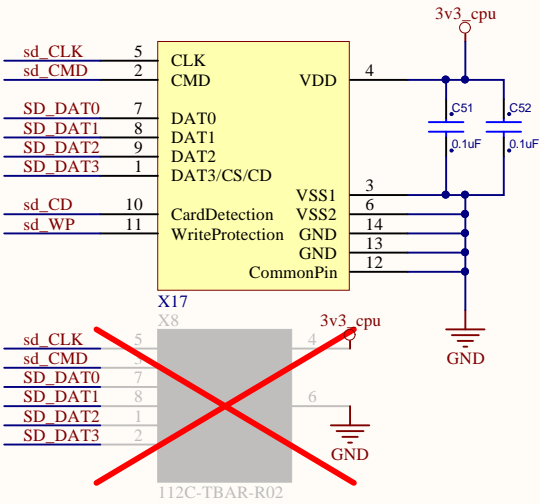 3v3_cpu
sd_CLK 5 CLK
sd_CMD 2 CMD VDD 4
C51 C52
SD_DAT0 7 DAT0
SD_DAT1 8 DAT1
0.1uF 0.1uF
SD_DAT2 9 DAT2
SD_DAT3 1 DAT3/CS/CD
VSS1 3
sd_CD 10 CardDetection VSS2 6
sd_WP 11 WriteProtection GND 14
GND 13
CommonPin 12
X17
X8
3v3_cpu
GND
sd_CLK 5 4
sd_CMD 3
SD_DAT0 7
SD_DAT1 8 6
SD_DAT2 1
SD_DAT3 2
GND
112C-TBAR-R02